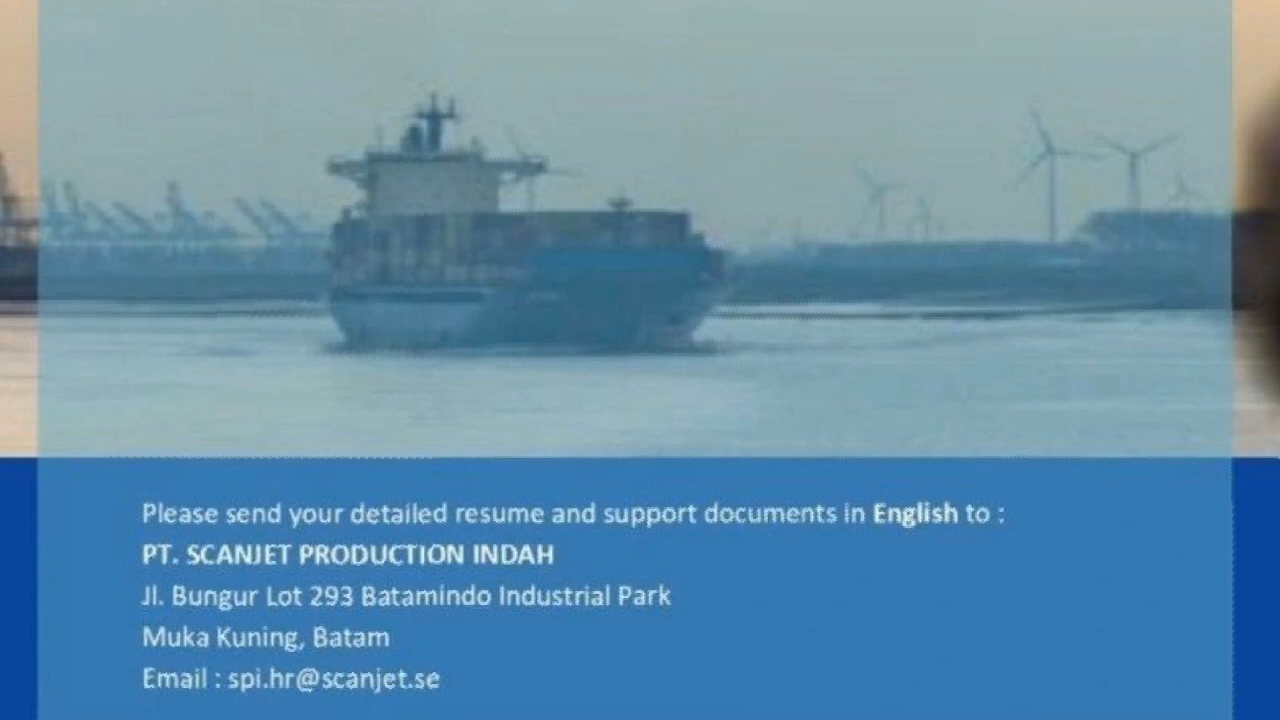 Please send your detailed resume and support documents in English to :
PT. SCANJET PRODUCTION INDAH
Jl. Bungur Lot 293 Batamindo Industrial Park
Muka Kuning, Batam
Email : spi.hr@scanjet.se